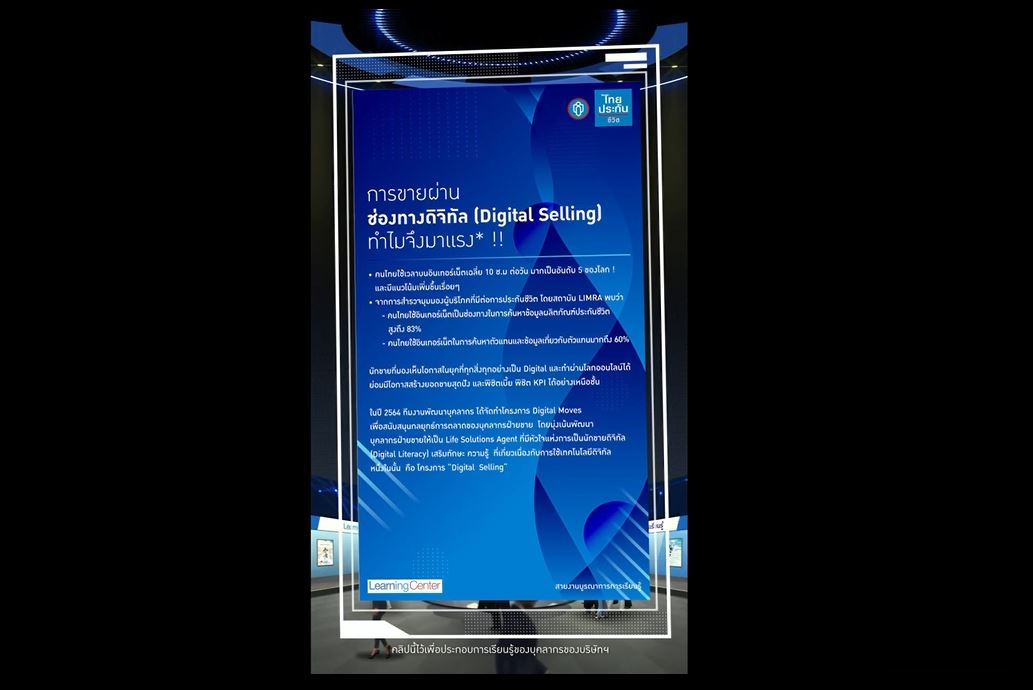 ไทย
ประกัน
ชีวิต
การขายผ่าน
ช่องทางดิจิทัล (Digital Selling)
ทำไมจึงมาแรง* !!
• คนไทยใช้เวลาบนอินเทอร์เน็ตเฉลี่ย 10 ช.ม ต่อวัน มากเป็นอันดับ 5 ของโลก !
และมีแนวโน้มเพิ่มขึ้นเรื่อยๆ
• จากการสำรวจมุมมองผู้บริโภคที่มีต่อการประกันชีวิต โดยสถาบัน LIMRA พบว่า
- คนไทยใช้อินเทอร์เน็ตเป็นช่องทางในการค้นหาข้อมูลผลิตภัณฑ์ประกันชีวิต
สูงถึง 83%
- คนไทยใช้อินเทอร์เน็ตในการค้นหาตัวแทนและข้อมูลเกี่ยวกับตัวแทนมากถึง 60%
นักขายที่มองเห็นโอกาสในยุคที่ทุกสิ่งทุกอย่างเป็น Digital และทำผ่านโลกออนไลน์ได้
ย่อมมีโอกาสสร้างยอดขายสุดปัง และพิชิตเบี้ย พิชิต KPI ได้อย่างเหนือชั้น
ในปี 2564 ทีมงานพัฒนาบุคลากร ได้จัดทำโครงการ Digital Moves
เพื่อสนับสนุนกลยุทธ์การตลาดของบุคลากรฝ่ายขาย โดยมุ่งเน้นพัฒนา
บุคลากรฝ่ายขายให้เป็น Life Solutions Agent ที่มีหัวใจแห่งการเป็นนักขายดิจิทัล
(Digital Literacy) เสริมทักษะ ความรู้ ที่เกี่ยวเนื่องกับการใช้เทคโนโลยีดิจิทัล
หนึ่งในนั้น คือ โครงการ "Digital Selling"
Learning Center
สายงานบูรณาการการเรียนรู้
คลิปนี้ไว้เพื่อประกอบการเรียนรู้ของบุคลากรของบริษัทฯ